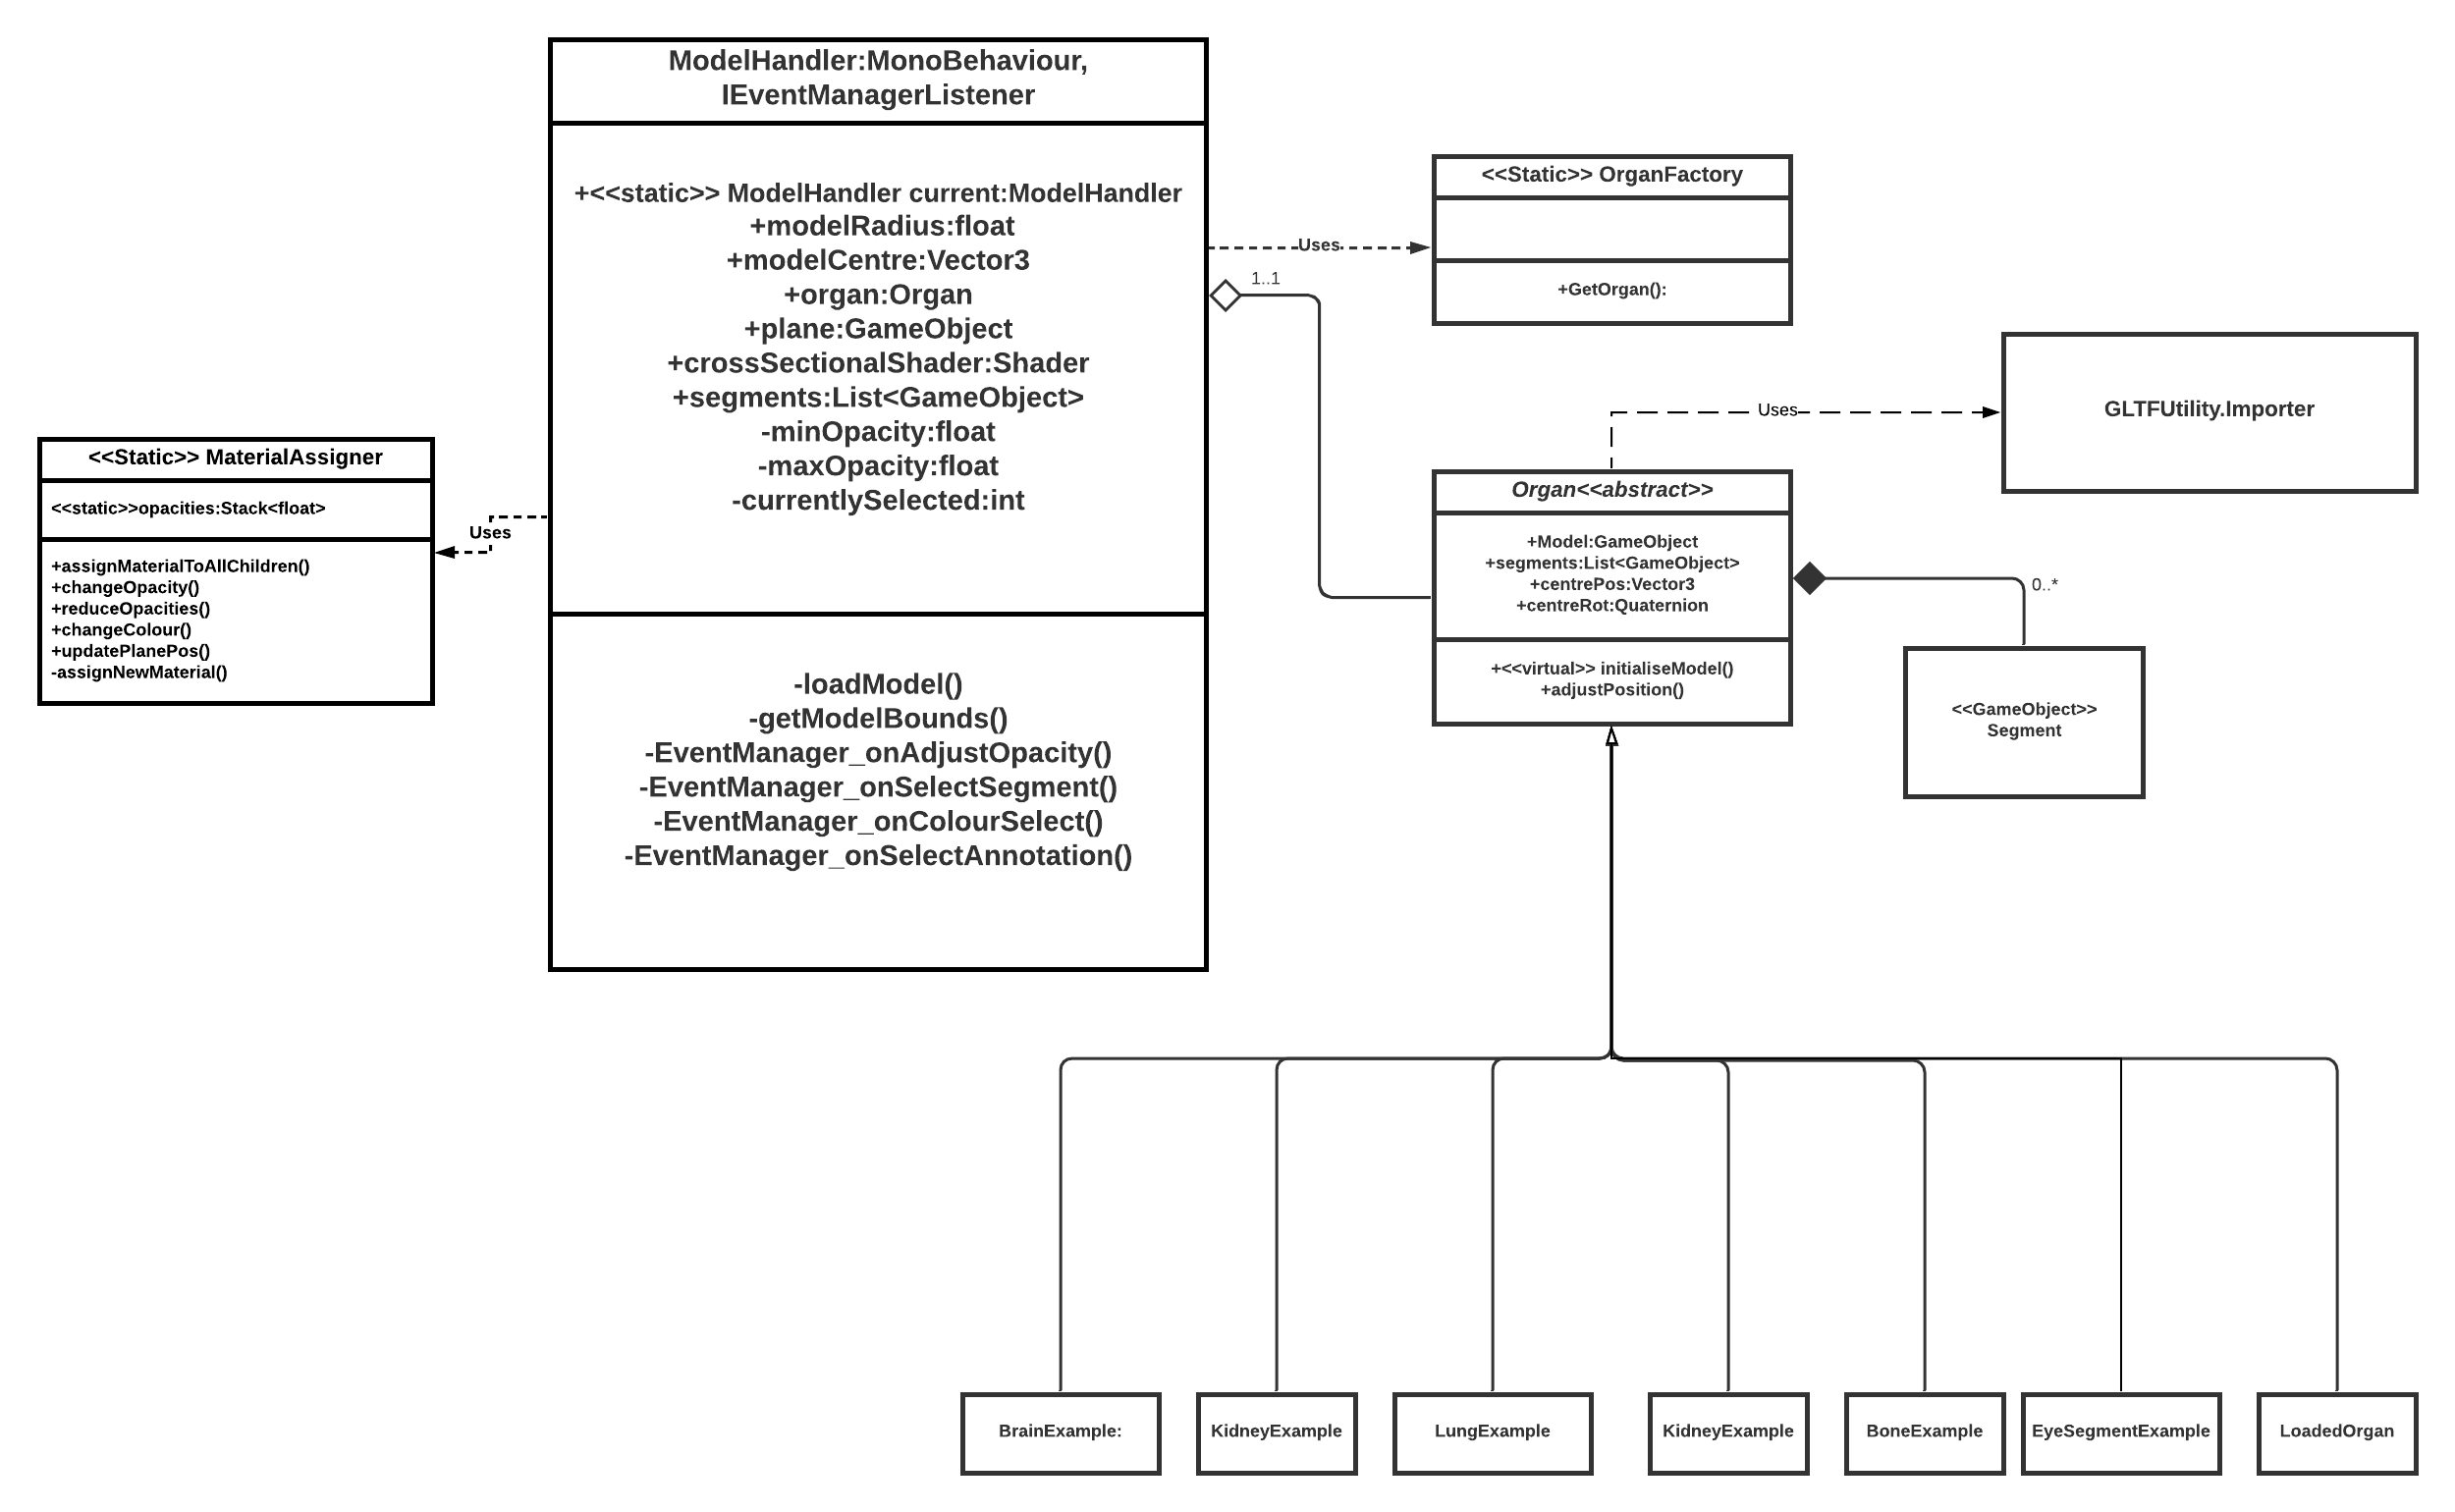 ModelHandler:MonoBehaviour,
IEventManagerListener
+<<static>> ModelHandler current:ModelHandler
+modelRadius:float
+modelCentre:Vector3
+organ:Organ
+plane:GameObject
+crossSectionalShader:Shader
+segments:List<GameObject>
-minOpacity:float
-maxOpacity:float
-currentlySelected:int
-loadModel()
-getModelBounds()
-EventManager_onAdjustOpacity()
-EventManager_onSelectSegment()
-EventManager_onColourSelect()
-EventManager_onSelectAnnotation()
<<Static>> MaterialAssigner
<<static>>opacities:Stack<float>
+assignMaterialToAllChildren()
+changeOpacity()
+reduceOpacities()
+changeColour()
+updatePlanePos()
-assignNewMaterial()
Uses
Uses
1..1
<<Static>> OrganFactory
+GetOrgan():
Uses
GLTFUtility.Importer
Organ<<abstract>>
+Model:GameObject
+segments:List<GameObject>
+centrePos:Vector3
+centreRot:Quaternion
+<<virtual>> initialiseModel()
+adjustPosition()
0..*
<<GameObject>>
Segment
BrainExample:
KidneyExample
LungExample
KidneyExample
BoneExample
EyeSegmentExample
LoadedOrgan